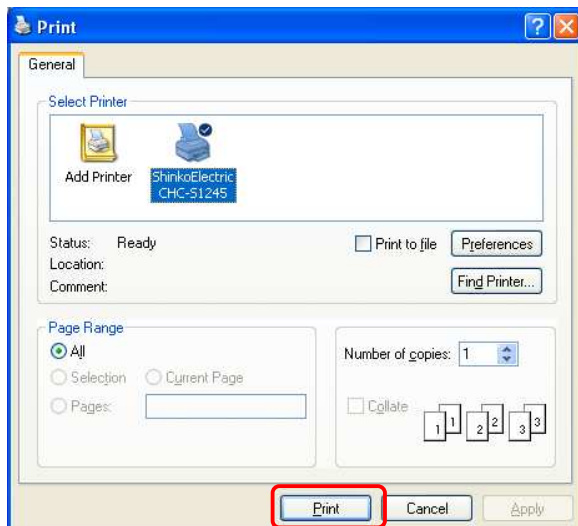 Print
General
Select Printer
Add Printer
ShinkoElectric
CHC-S1245
Status: Ready
Location:
Comment:
Print to file
Preferences
Find Printer...
Page Range
All
Selection
Current Page
Pages:
Number of copies: 1
Collate
1 1 2 2 3 3
Print
Cancel
Apply